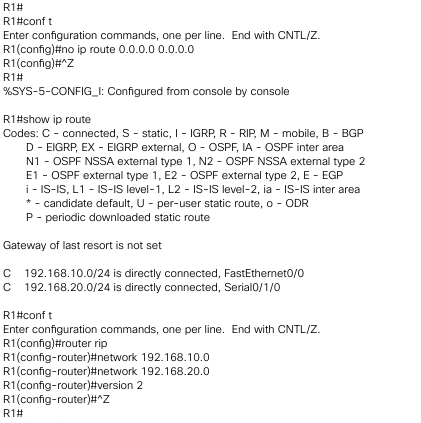 R1#
R1#conf t
Enter configuration commands, one per line.  End with CNTL/Z.
R1(config)#no ip route 0.0.0.0 0.0.0.0
R1(config)#^Z
R1#
%SYS-5-CONFIG_I: Configured from console by console

R1#show ip route
Codes: C - connected, S - static, I - IGRP, R - RIP, M - mobile, B - BGP
       D - EIGRP, EX - EIGRP external, O - OSPF, IA - OSPF inter area
       N1 - OSPF NSSA external type 1, N2 - OSPF NSSA external type 2
       E1 - OSPF external type 1, E2 - OSPF external type 2, E - EGP
       i - IS-IS, L1 - IS-IS level-1, L2 - IS-IS level-2, ia - IS-IS inter area
       * - candidate default, U - per-user static route, o - ODR
       P - periodic downloaded static route

Gateway of last resort is not set

C    192.168.10.0/24 is directly connected, FastEthernet0/0
C    192.168.20.0/24 is directly connected, Serial0/1/0

R1#conf t
Enter configuration commands, one per line.  End with CNTL/Z.
R1(config)#router rip
R1(config-router)#network 192.168.10.0
R1(config-router)#network 192.168.20.0
R1(config-router)#version 2
R1(config-router)#^Z
R1#